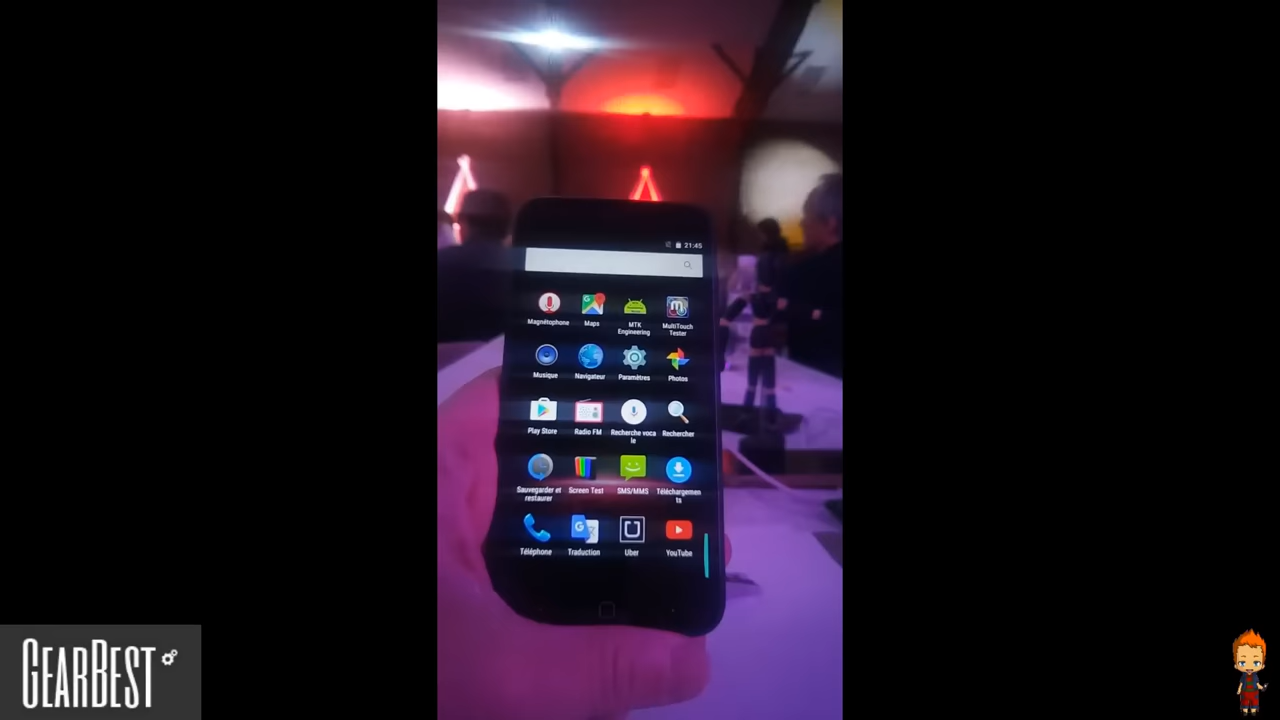 21:45
Magnétophone
Maps
MTK
Engineering
MultiTouch
Tester
Musique
Navigateur
Paramètres
Photos
Play Store
Radio FM
Recherche voca
le
Rechercher
Sauvegarder et
restaurer
Screen Test
SMS/MMS
Téléchargemen
ts
Téléphone
Traduction
Uber
YouTube
GEARBEST